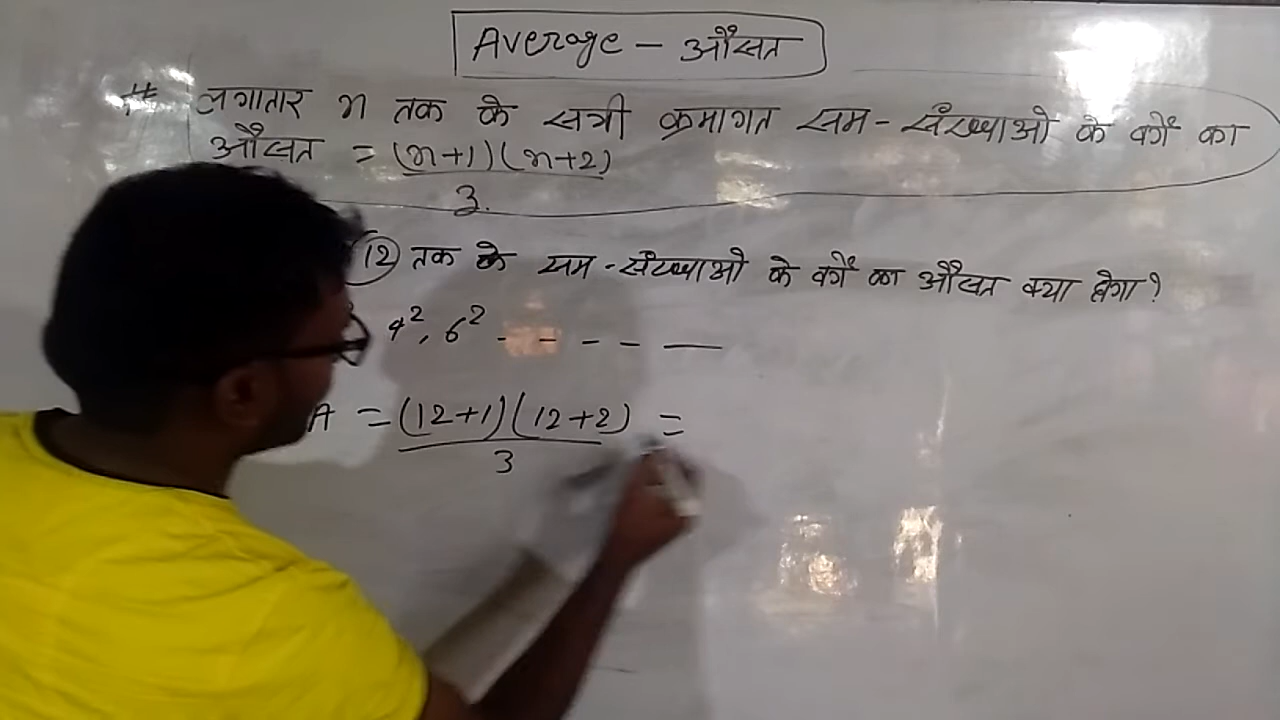 Average - औसत
# लगातार n तक के सभी क्रमागत सम-संख्याओ के वर्गों का
औसत = (n+1)(n+2)
3.
12 तक के सम-संख्याओ के वर्गों का औसत क्या होगा?
4², 6² - - - - —
A = (12+1)(12+2) =
3